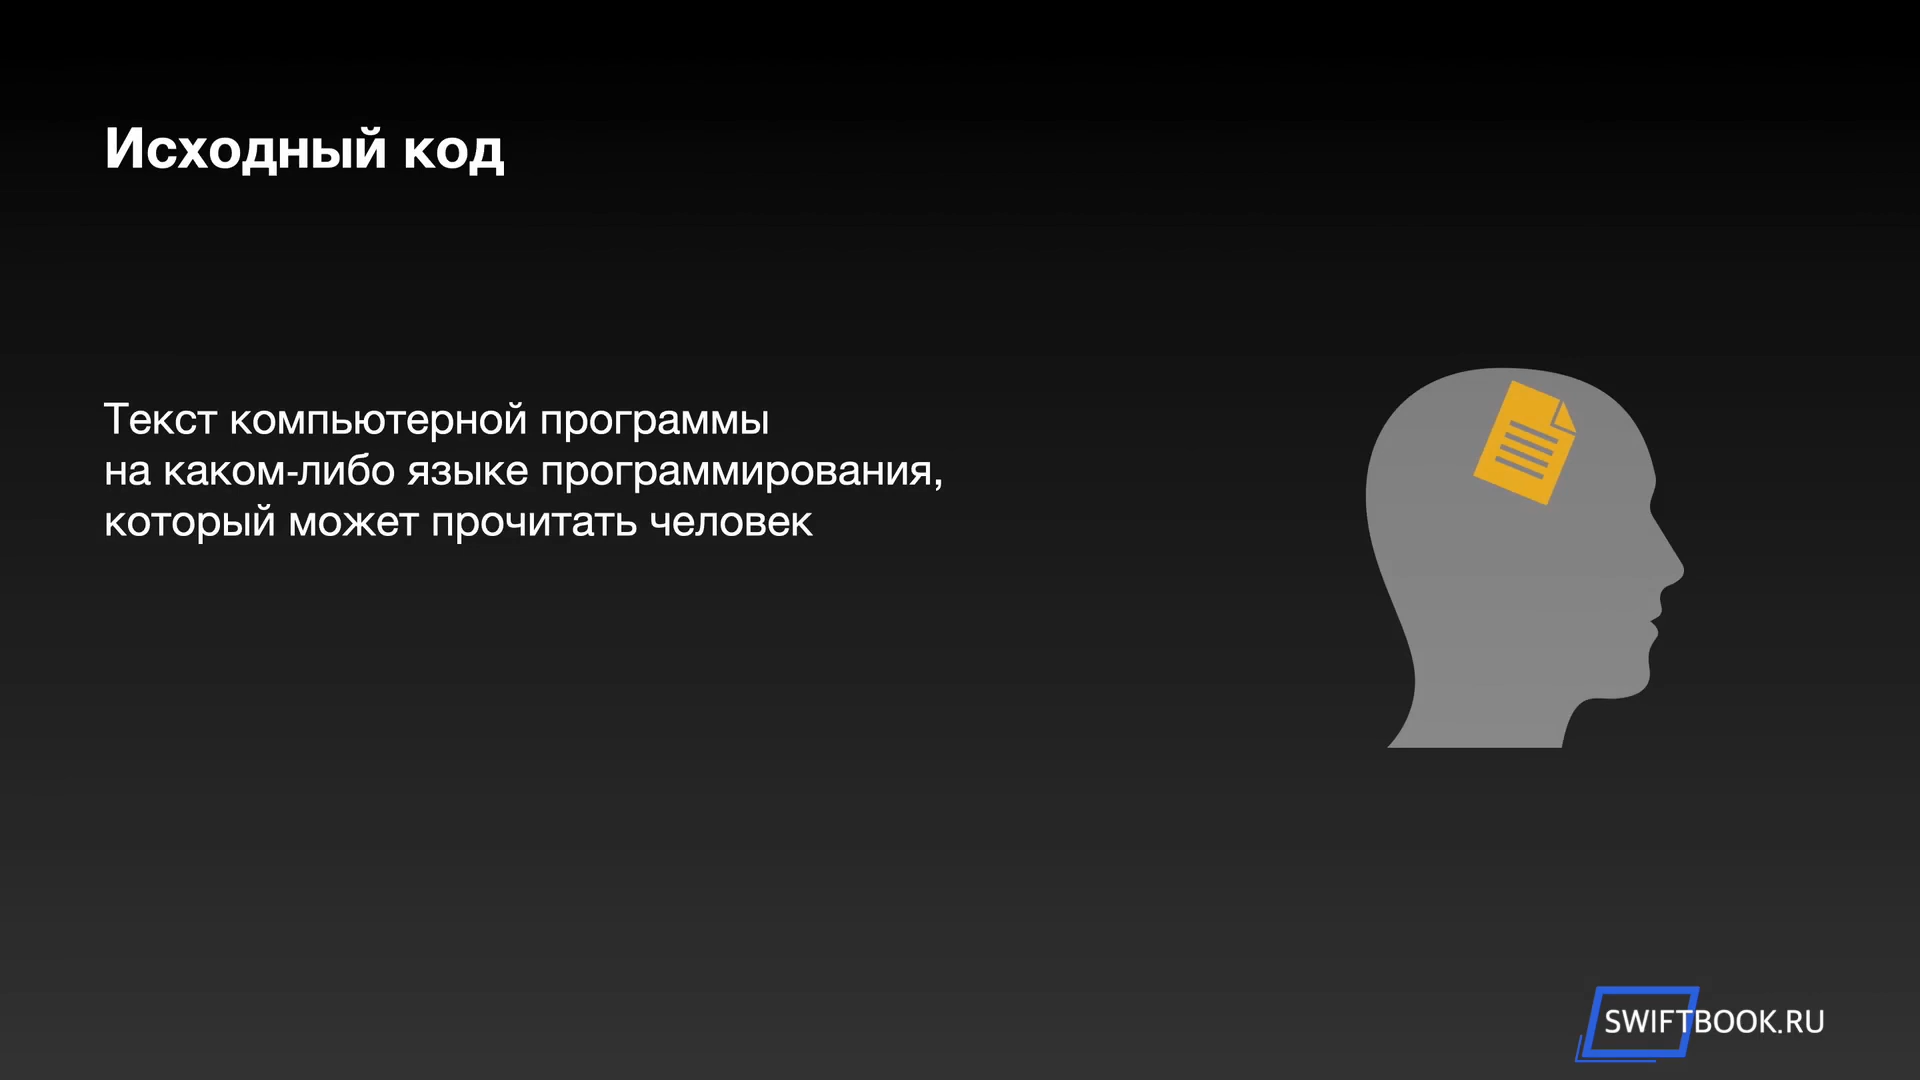 Исходный код
Текст компьютерной программы
на каком-либо языке программирования,
который может прочитать человек
SWIFTBOOK.RU